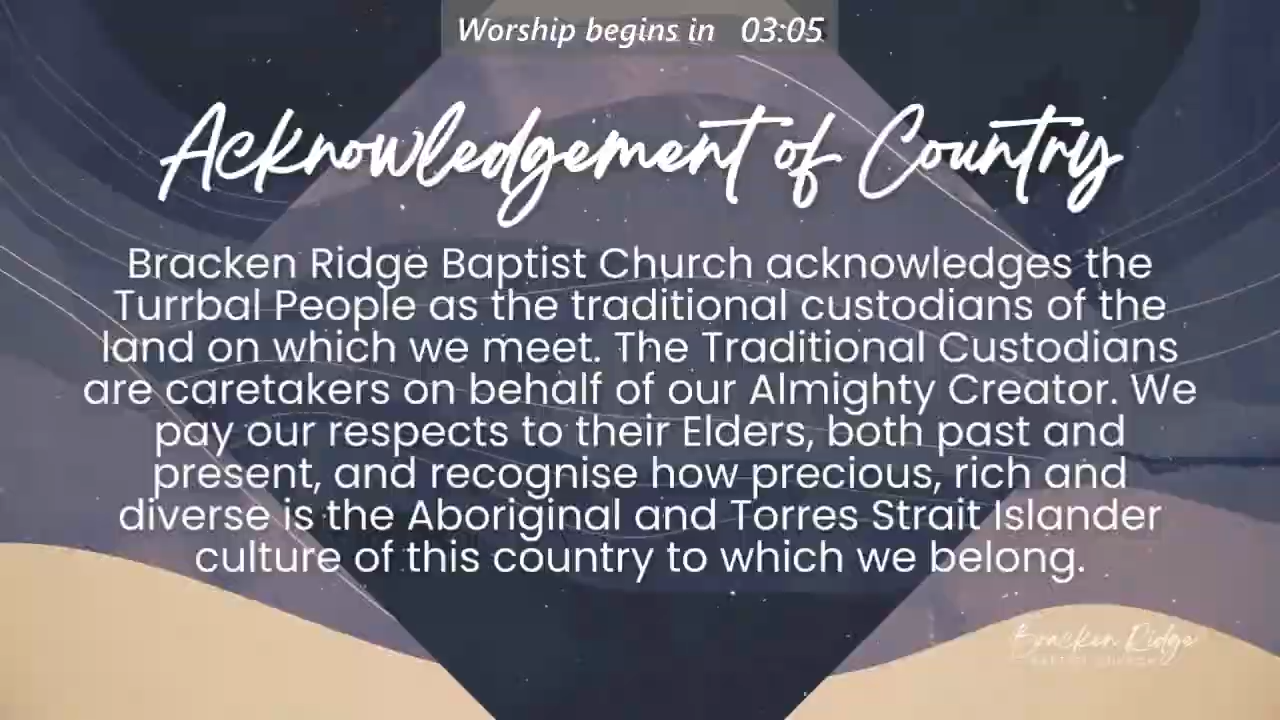 Worship begins in 03:05
Acknowledgement of Country
Bracken Ridge Baptist Church acknowledges the
Turrbal People as the traditional custodians of the
land on which we meet. The Traditional Custodians
are caretakers on behalf of our Almighty Creator. We
pay our respects to their Elders, both past and
present, and recognise how precious, rich and
diverse is the Aboriginal and Torres Strait Islander
culture of this country to which we belong.
Bracken Ridge
BAPTIST CHURCH